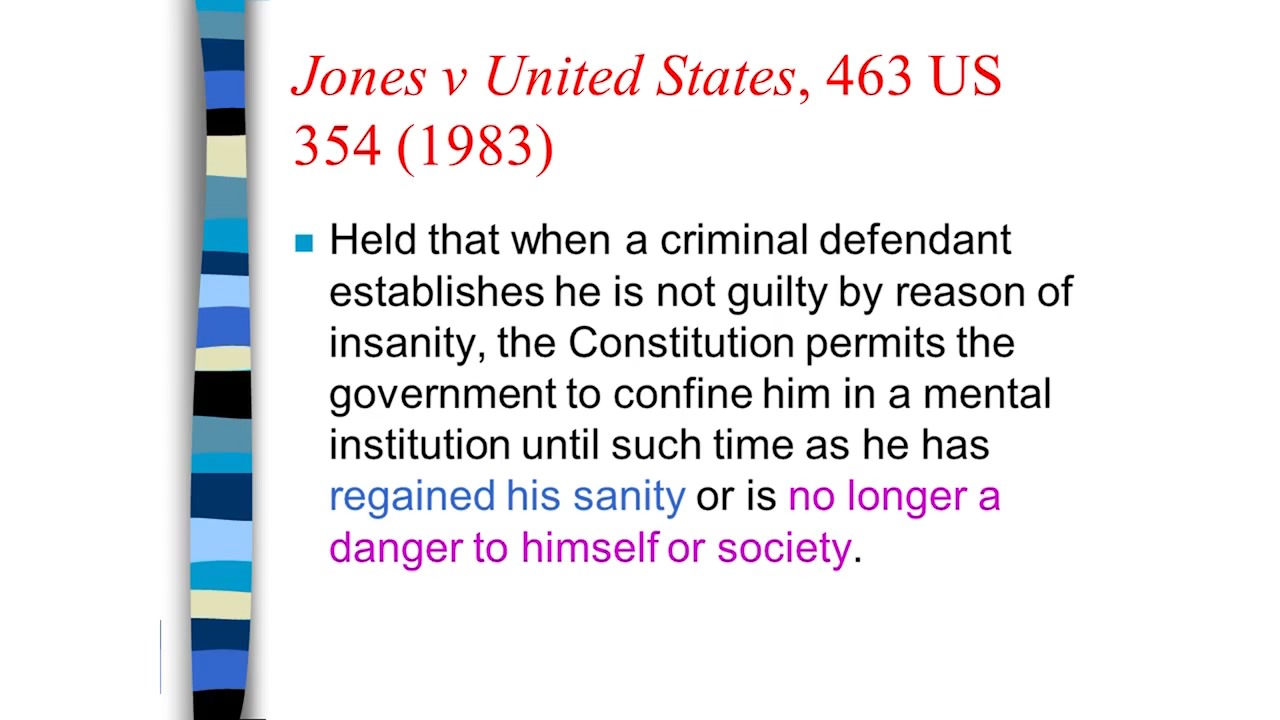 Jones v United States, 463 US
354 (1983)
Held that when a criminal defendant
establishes he is not guilty by reason of
insanity, the Constitution permits the
government to confine him in a mental
institution until such time as he has
regained his sanity or is no longer a
danger to himself or society.